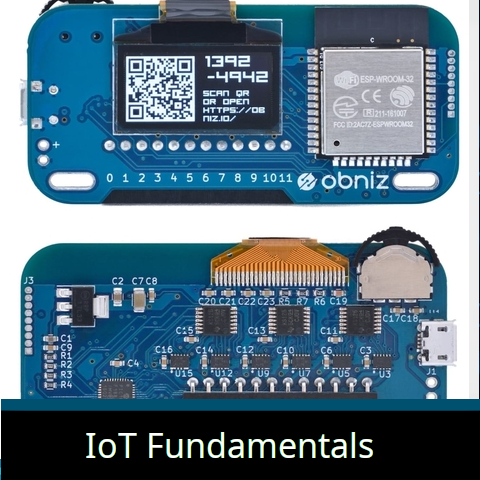 1392
-4942
SCAN QR
OR OPEN
HTTPS://OB
NIZ.IO/
C
WiFi ESP-WROOM-32
CE
R 211-161007
FCC ID:2AC7Z-ESPWROOM32
+
0 1 2 3 4 5 6 7 8 9 10 11 obniz
J3
C2 C7 C8
C20 C21 C22 C23 R5 R7 R6 C19
C17 C18
C15 C13 C11
C1
C9
R1
R2
R3
R4
C4
C16 C14 C12 C10 C6 C3
U15 U12 U9 U7 U5 U3
J1
IoT Fundamentals